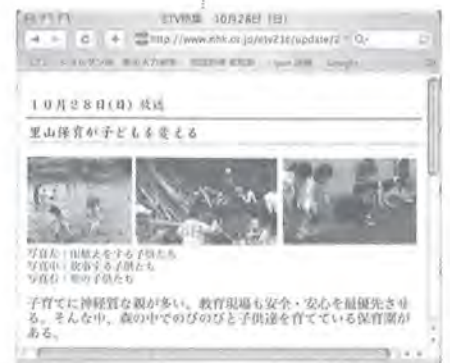 ETV特集 10月28日（日）
http://www.nhk.or.jp/etv21c/update/2
Google
10月28日(日) 放送
里山保育が子どもを変える
写真左：田植えをする子供たち
写真中：炊事する子供たち
写真右：里の子供たち
子育てに神経質な親が多い、教育現場も安全・安心を最優先させ
る。そんな中、森の中でのびのびと子供達を育てている保育園が
ある。